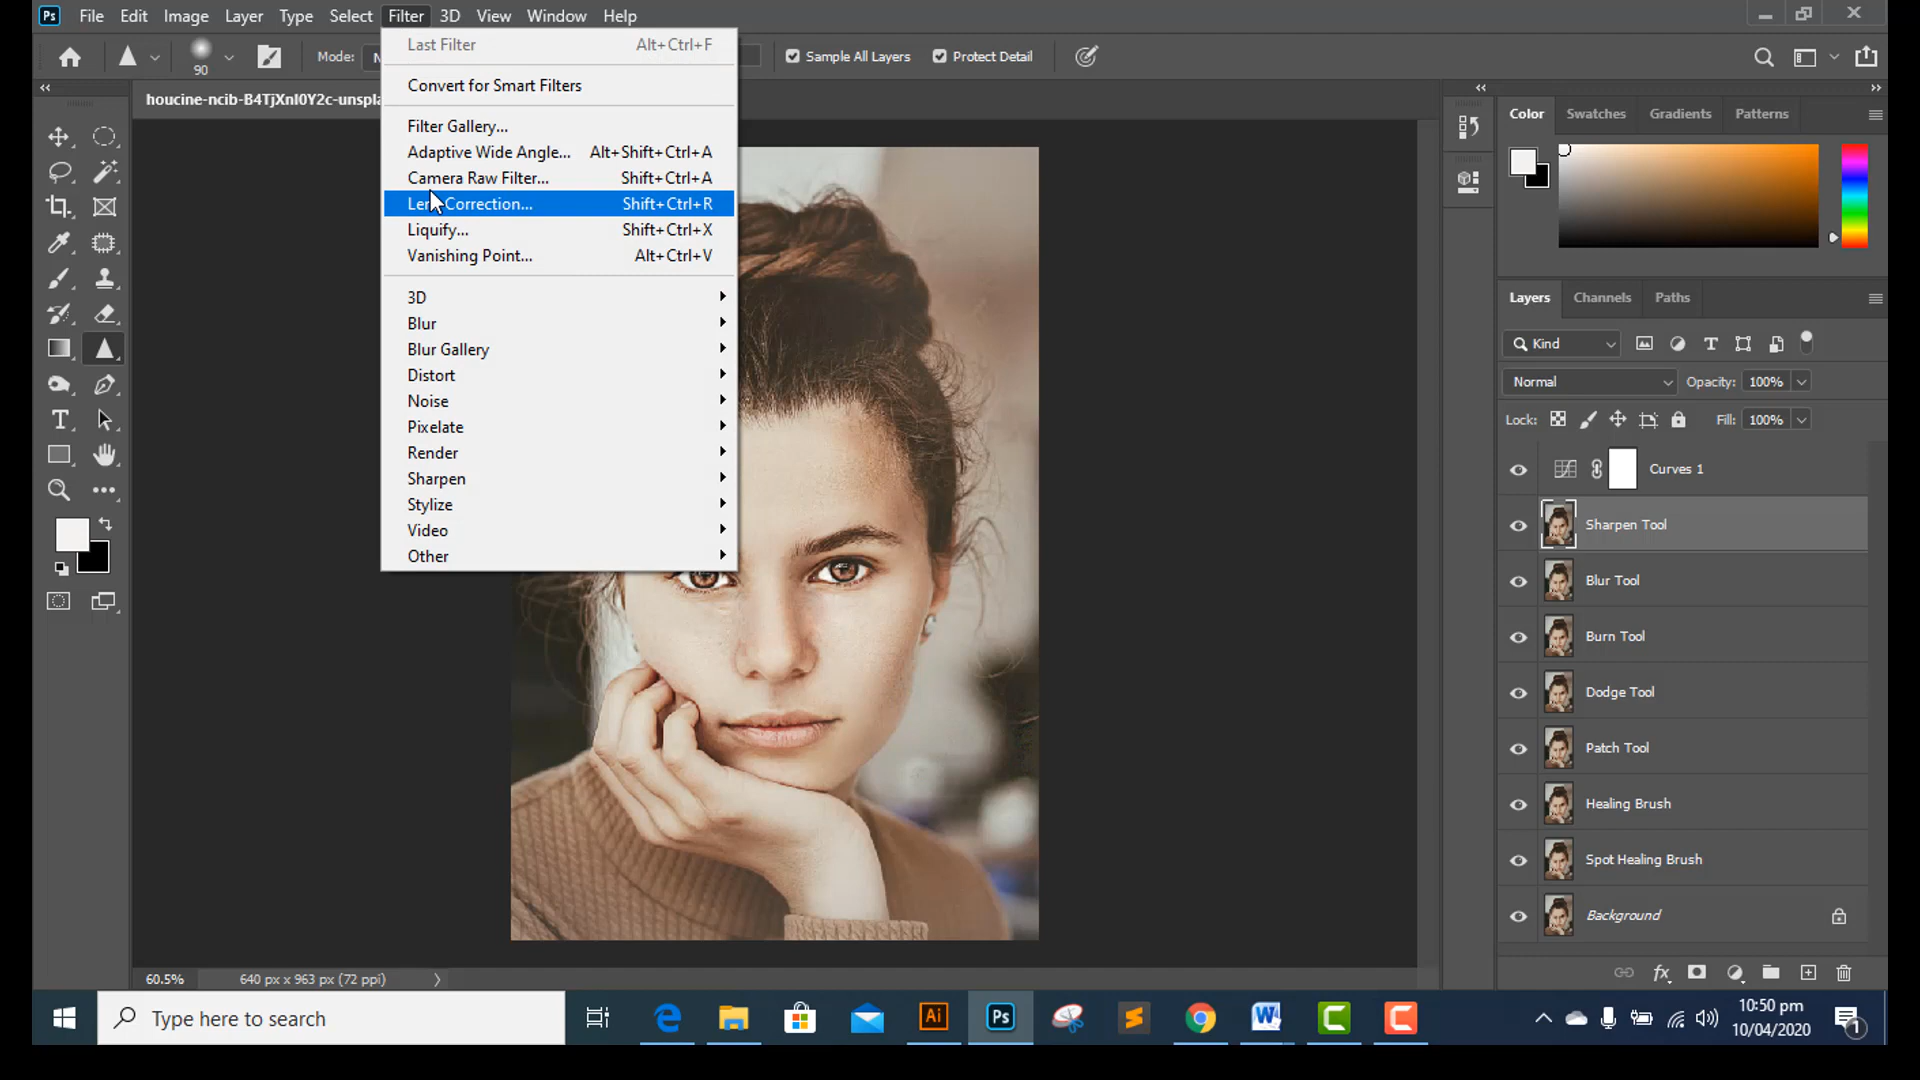 Ps File Edit Image Layer Type Select Filter 3D View Window Help
90 Mode: Sample All Layers Protect Detail
houcine-ncib-B4TjXnI0Y2c-unspla
Last Filter Alt+Ctrl+F
Convert for Smart Filters
Filter Gallery...
Adaptive Wide Angle... Alt+Shift+Ctrl+A
Camera Raw Filter... Shift+Ctrl+A
Lens Correction... Shift+Ctrl+R
Liquify... Shift+Ctrl+X
Vanishing Point... Alt+Ctrl+V
3D
Blur
Blur Gallery
Distort
Noise
Pixelate
Render
Sharpen
Stylize
Video
Other
Color Swatches Gradients Patterns
Layers Channels Paths
Kind
Normal Opacity: 100%
Lock: Fill: 100%
Curves 1
Sharpen Tool
Blur Tool
Burn Tool
Dodge Tool
Patch Tool
Healing Brush
Spot Healing Brush
Background
60.5% 640 px x 963 px (72 ppi)
Type here to search
10:50 pm
10/04/2020
1